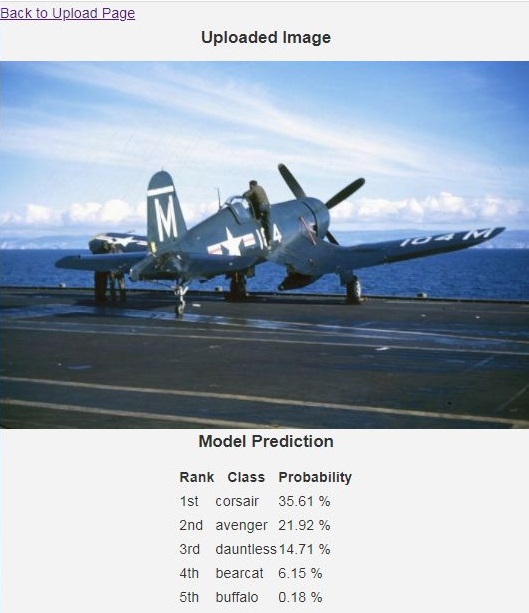 Back to Upload Page
Uploaded Image
M
104
104 M
Model Prediction
Rank Class Probability
1st corsair 35.61 %
2nd avenger 21.92 %
3rd dauntless 14.71 %
4th bearcat 6.15 %
5th buffalo 0.18 %